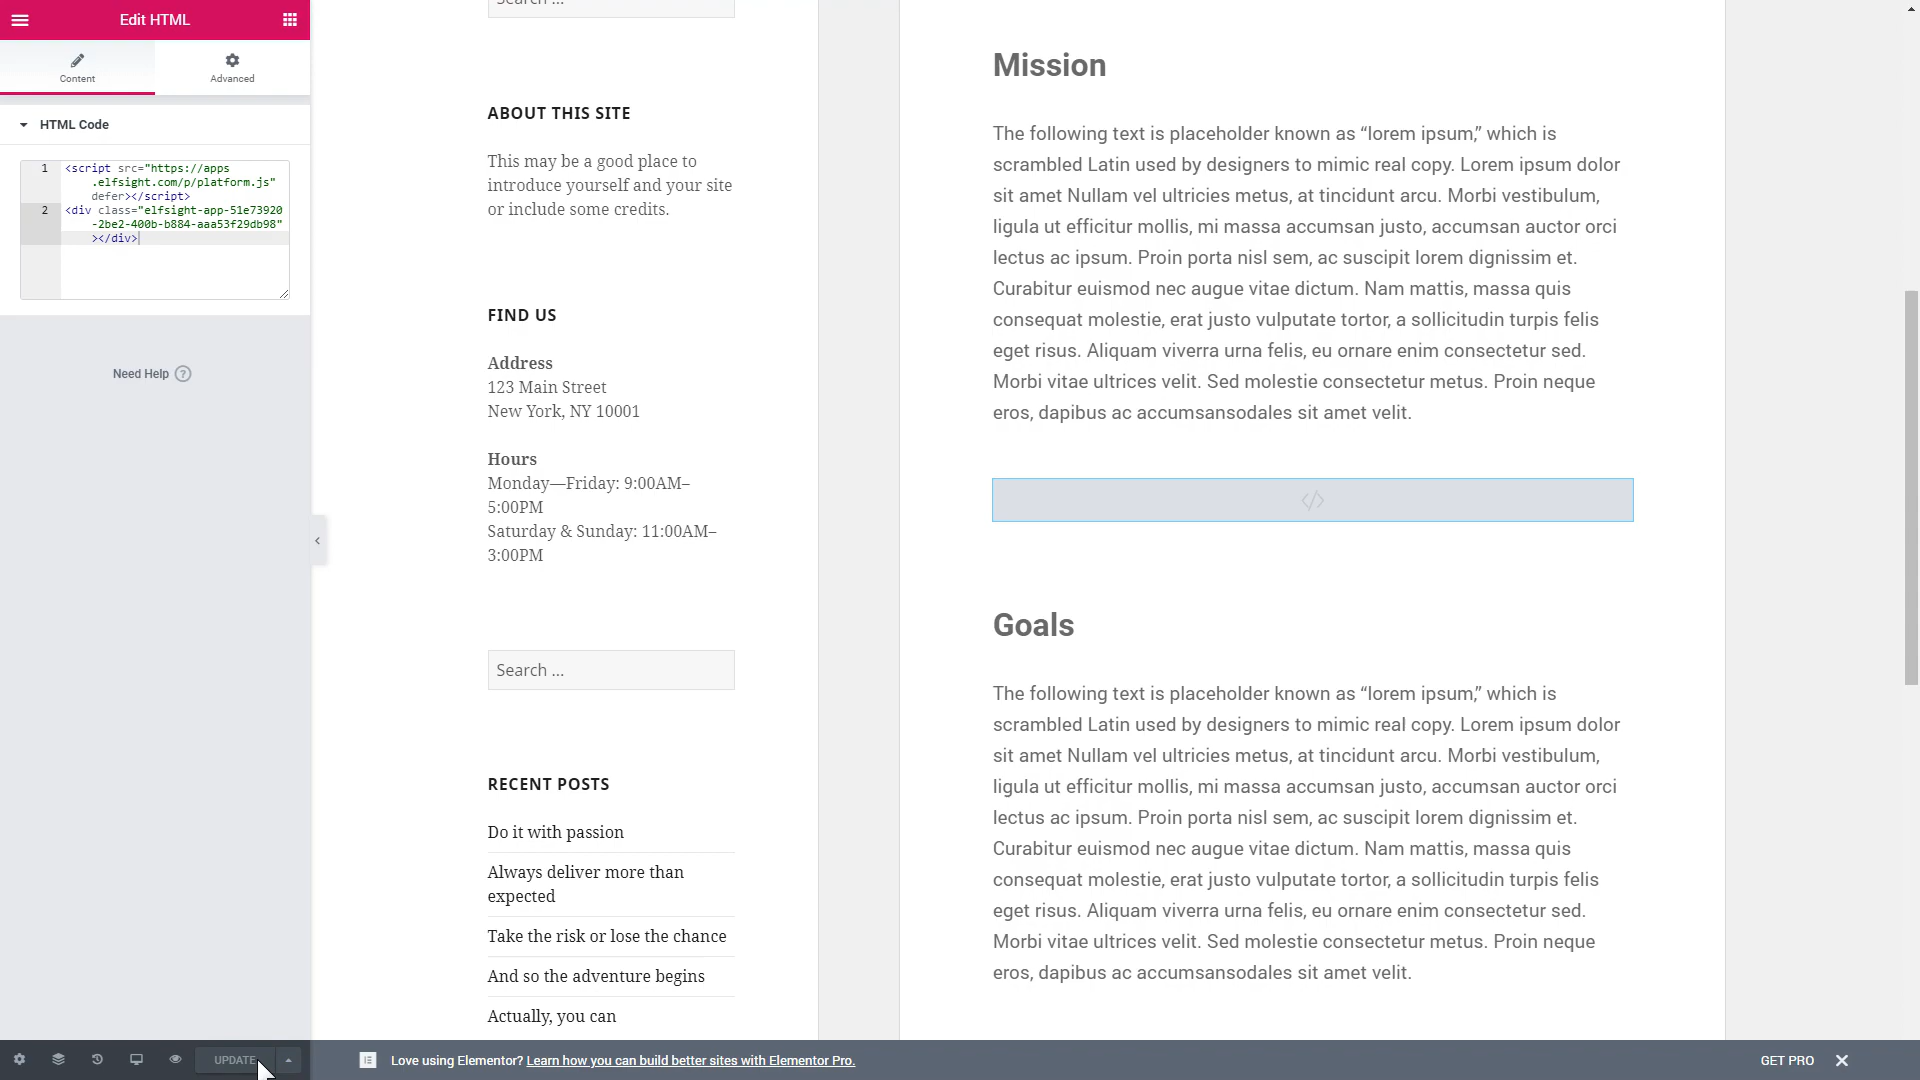 Edit HTML
Content
Advanced
HTML Code
1 <script src="https://apps
.elfsight.com/p/platform.js"
defer></script>
2 <div class="elfsight-app-51e73920
-2be2-400b-b884-aaa53f29db98"
></div>
Need Help ?
UPDATE
Search ...
ABOUT THIS SITE
This may be a good place to
introduce yourself and your site
or include some credits.
FIND US
Address
123 Main Street
New York, NY 10001
Hours
Monday—Friday: 9:00AM–
5:00PM
Saturday & Sunday: 11:00AM–
3:00PM
Search ...
RECENT POSTS
Do it with passion
Always deliver more than
expected
Take the risk or lose the chance
And so the adventure begins
Actually, you can
Mission
The following text is placeholder known as “lorem ipsum,” which is
scrambled Latin used by designers to mimic real copy. Lorem ipsum dolor
sit amet Nullam vel ultricies metus, at tincidunt arcu. Morbi vestibulum,
ligula ut efficitur mollis, mi massa accumsan justo, accumsan auctor orci
lectus ac ipsum. Proin porta nisl sem, ac suscipit lorem dignissim et.
Curabitur euismod nec augue vitae dictum. Nam mattis, massa quis
consequat molestie, erat justo vulputate tortor, a sollicitudin turpis felis
eget risus. Aliquam viverra urna felis, eu ornare enim consectetur sed.
Morbi vitae ultrices velit. Sed molestie consectetur metus. Proin neque
eros, dapibus ac accumsansodales sit amet velit.
Goals
The following text is placeholder known as “lorem ipsum,” which is
scrambled Latin used by designers to mimic real copy. Lorem ipsum dolor
sit amet Nullam vel ultricies metus, at tincidunt arcu. Morbi vestibulum,
ligula ut efficitur mollis, mi massa accumsan justo, accumsan auctor orci
lectus ac ipsum. Proin porta nisl sem, ac suscipit lorem dignissim et.
Curabitur euismod nec augue vitae dictum. Nam mattis, massa quis
consequat molestie, erat justo vulputate tortor, a sollicitudin turpis felis
eget risus. Aliquam viverra urna felis, eu ornare enim consectetur sed.
Morbi vitae ultrices velit. Sed molestie consectetur metus. Proin neque
eros, dapibus ac accumsansodales sit amet velit.
Love using Elementor? Learn how you can build better sites with Elementor Pro.
GET PRO